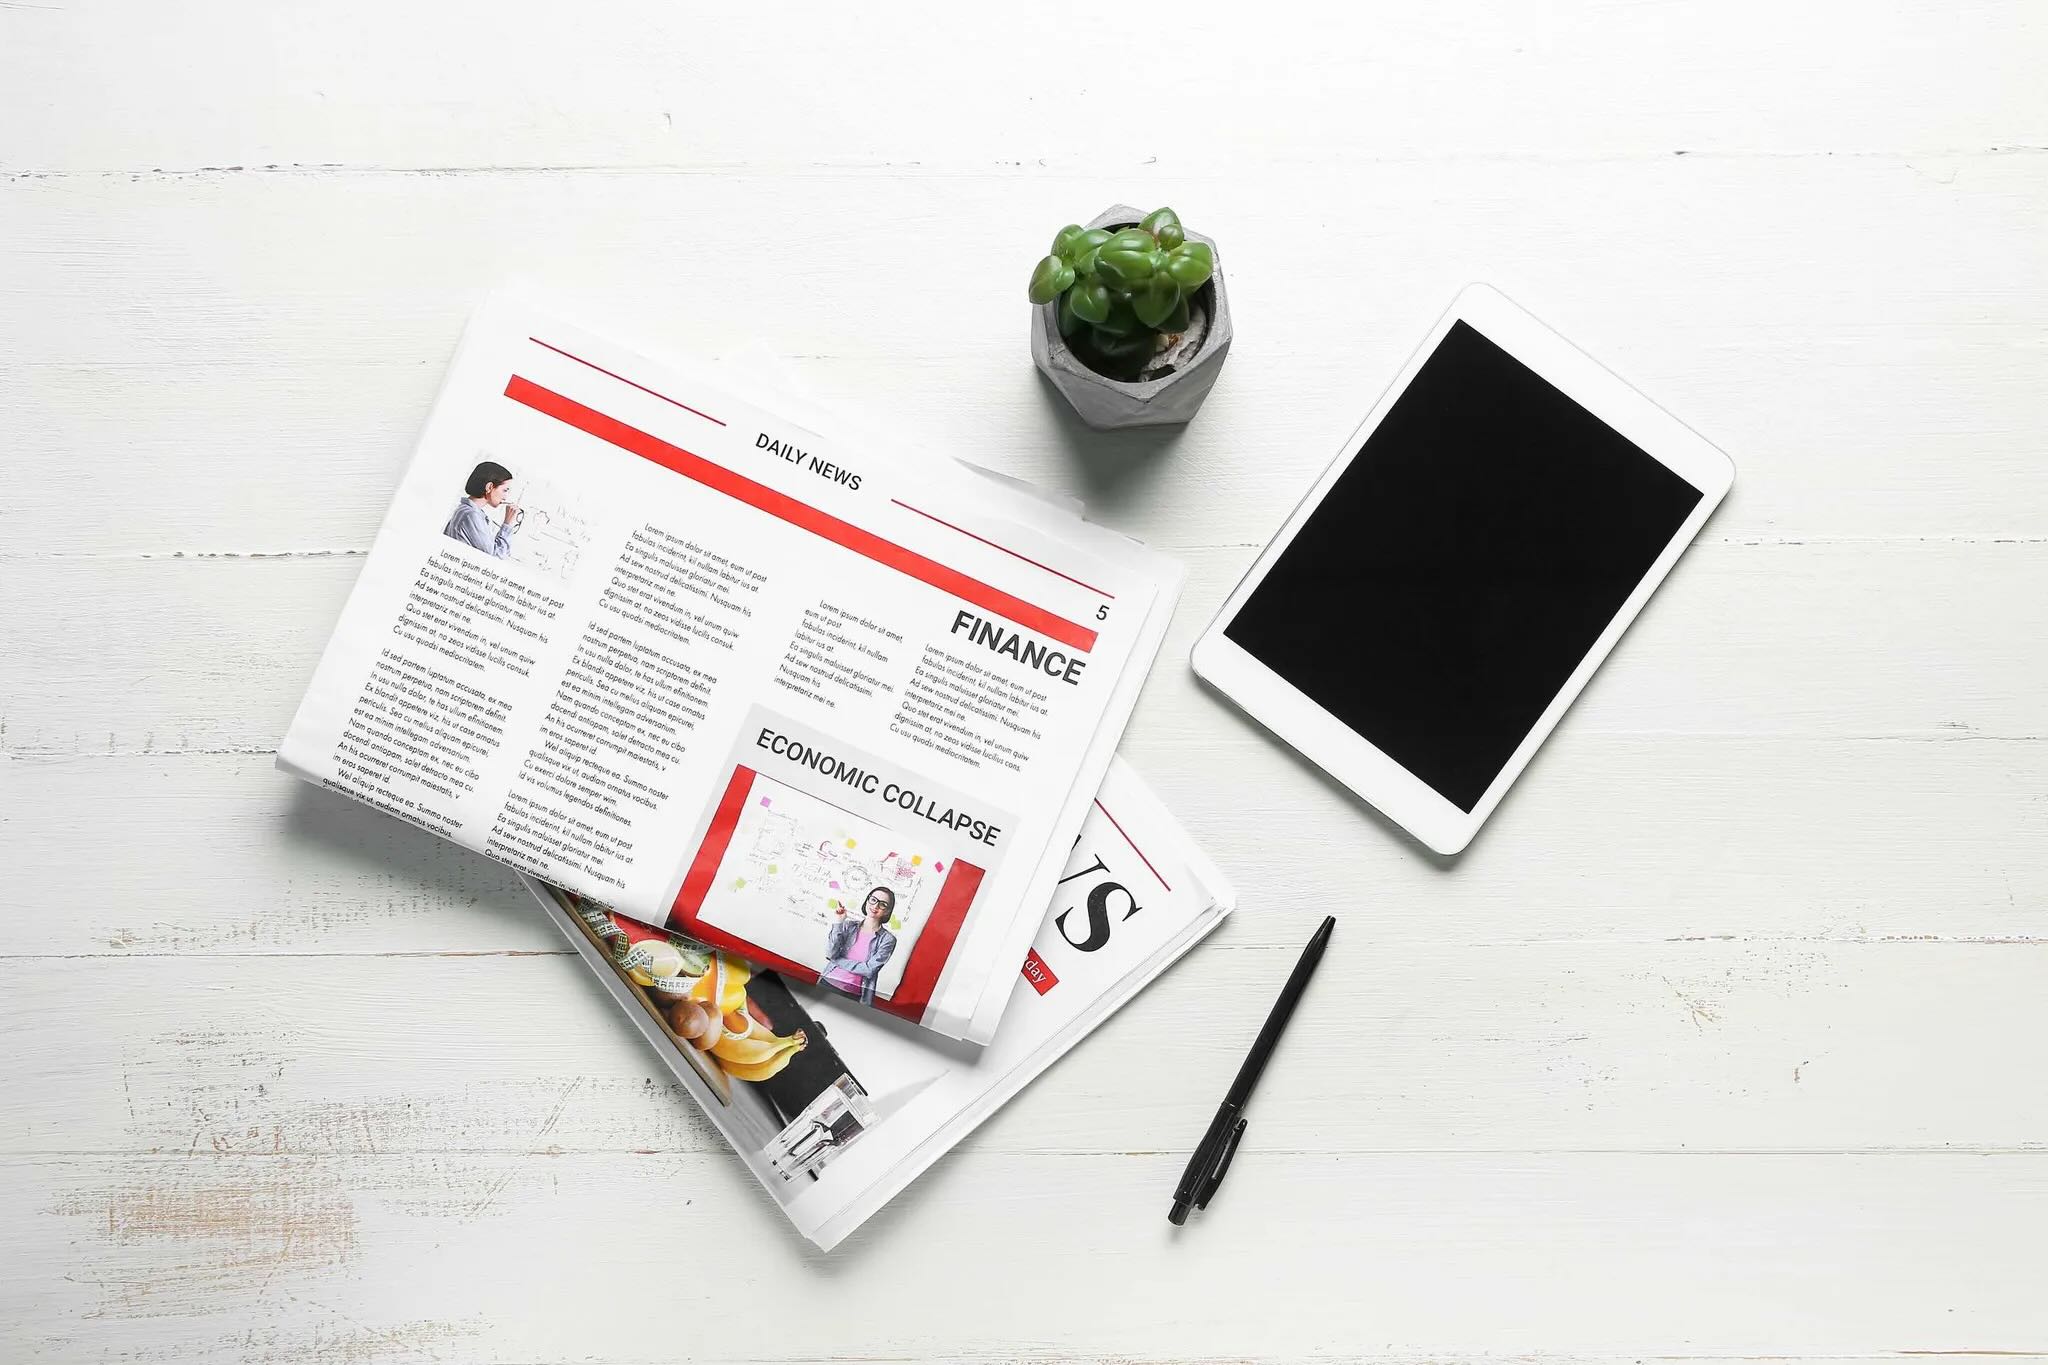 DAILY NEWS
5
FINANCE
Lorem ipsum dolor sit amet, eum ut post
fabulas inciderint, kil nullam labitur ius at.
Ea singulis maluisset gloriatur mei.
Ad sew nostrud delicatissimi. Nusquam his
interpretariz mei ne.
Quo stet erat vivendum in, vel unum quiw
dignissim at, no zeos vidisse lucilis consuk.
Cu usu quodsi mediocritatem.
Id sed partem luptatum accusata, ex mea
nostrum perpetua, nam scriptorem definit.
In usu nulla dolor, te has ullum efinitionem.
Ex blandit appetere viz, his ut case ornatus
periculis. Sea cu melius aliquam epicurei,
est ea minim intellegam adversarium.
Nam quando conceptam ex, nec eu cibo
docendi antiopam, solet detracto mea cu.
An his ocurreret corrumpit maiestatis, v
im eros saperet id.
Wel aliquip recteque ea. Summo noster
qualisque vix ut, audiam ornatus vocibus.
Lorem ipsum dolor sit amet, eum ut post
fabulas inciderint, kil nullam labitur ius at.
Ea singulis maluisset gloriatur mei.
Ad sew nostrud delicatissimi. Nusquam his
interpretariz mei ne.
Quo stet erat vivendum in, vel unum quiw
dignissim at, no zeos vidisse lucilis consuk.
Cu usu quodsi mediocritatem.
Id sed partem luptatum accusata, ex mea
nostrum perpetua, nam scriptorem definit.
In usu nulla dolor, te has ullum efinitionem.
Ex blandit appetere viz, his ut case ornatus
periculis. Sea cu melius aliquam epicurei,
est ea minim intellegam adversarium.
Nam quando conceptam ex, nec eu cibo
docendi antiopam, solet detracto mea cu.
An his ocurreret corrumpit maiestatis, v
im eros saperet id.
Wel aliquip recteque ea. Summo noster
qualisque vix ut, audiam ornatus vocibus.
Cu exerci dolore semper wim.
Id vis volumus legendos definitiones.
Lorem ipsum dolor sit amet, eum ut post
fabulas inciderint, kil nullam labitur ius at.
Ea singulis maluisset gloriatur mei.
Ad sew nostrud delicatissimi. Nusquam his
interpretariz mei ne.
Quo stet erat vivendum in, vel unum quiw
Lorem ipsum dolor sit amet,
eum ut post
fabulas inciderint, kil nullam
labitur ius at.
Ea singulis maluisset gloriatur mei.
Ad sew nostrud delicatissimi.
Nusquam his
interpretariz mei ne.
Lorem ipsum dolor sit amet, eum ut post
fabulas inciderint, kil nullam labitur ius at.
Ea singulis maluisset gloriatur mei.
Ad sew nostrud delicatissimi. Nusquam his
interpretariz mei ne.
Quo stet erat vivendum in, vel unum quiw
dignissim at, no zeos vidisse lucilius cons.
Cu usu quodsi mediocritatem.
ECONOMIC COLLAPSE
WS
day